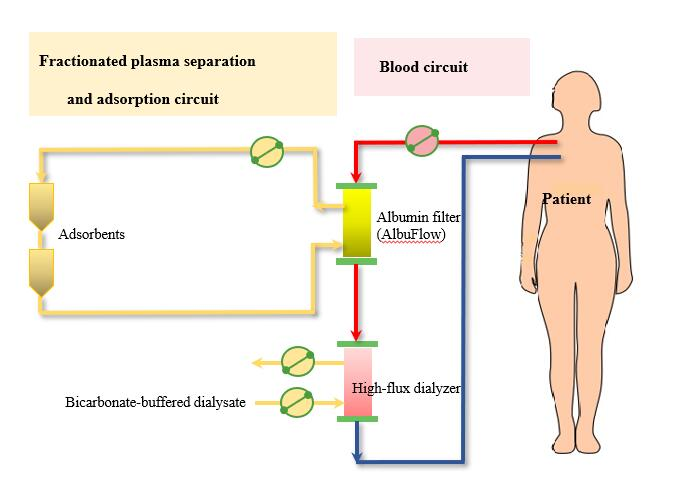 Fractionated plasma separation
and adsorption circuit
Blood circuit
Patient
Albumin filter
(AlbuFlow)
Adsorbents
High-flux dialyzer
Bicarbonate-buffered dialysate